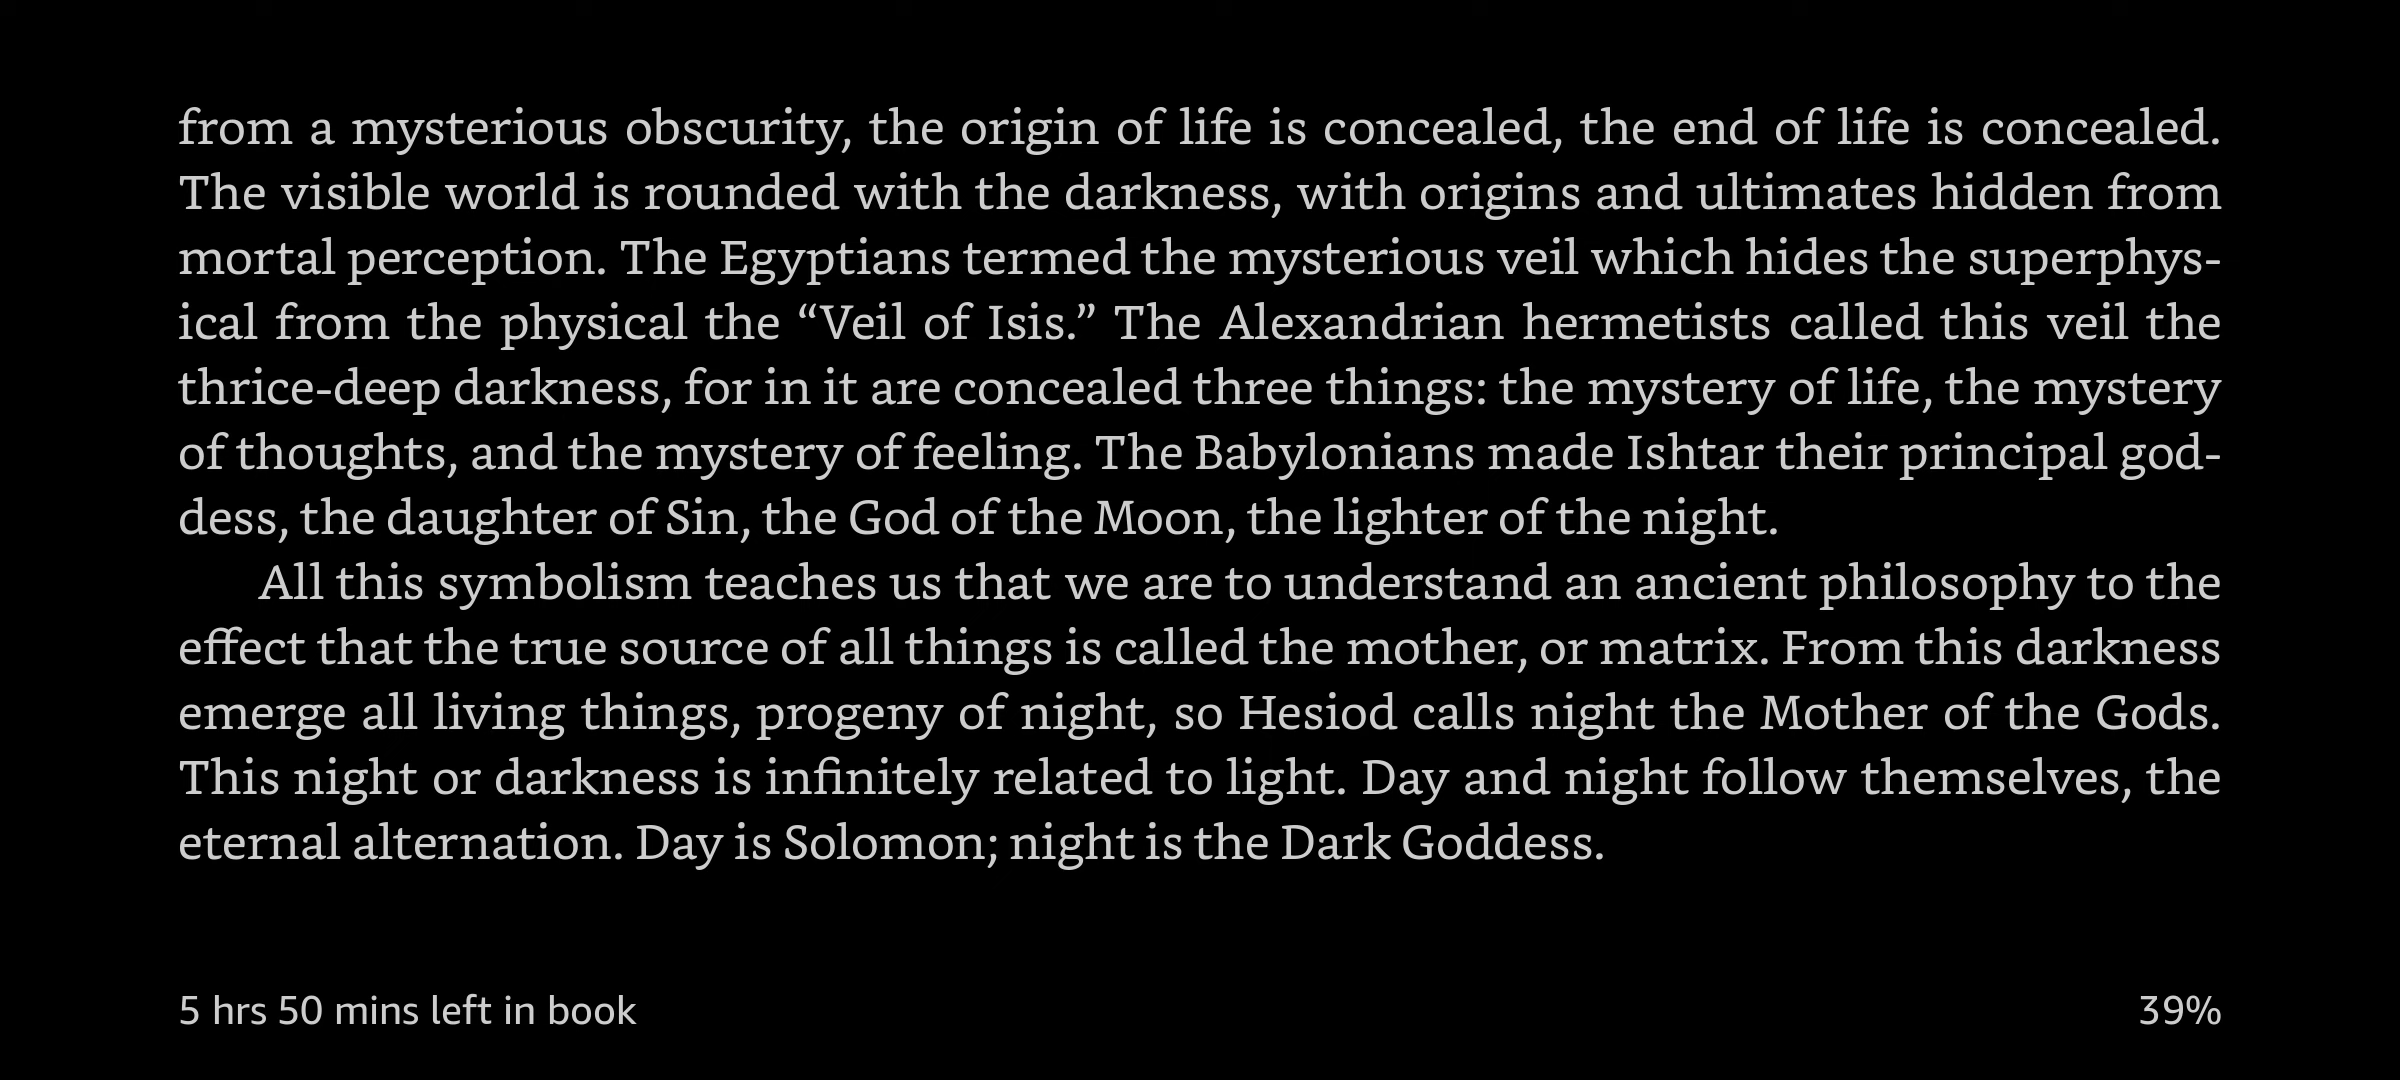 from a mysterious obscurity, the origin of life is concealed, the end of life is concealed.
The visible world is rounded with the darkness, with origins and ultimates hidden from
mortal perception. The Egyptians termed the mysterious veil which hides the superphys-
ical from the physical the “Veil of Isis.” The Alexandrian hermetists called this veil the
thrice-deep darkness, for in it are concealed three things: the mystery of life, the mystery
of thoughts, and the mystery of feeling. The Babylonians made Ishtar their principal god-
dess, the daughter of Sin, the God of the Moon, the lighter of the night.
All this symbolism teaches us that we are to understand an ancient philosophy to the
effect that the true source of all things is called the mother, or matrix. From this darkness
emerge all living things, progeny of night, so Hesiod calls night the Mother of the Gods.
This night or darkness is infinitely related to light. Day and night follow themselves, the
eternal alternation. Day is Solomon; night is the Dark Goddess.
5 hrs 50 mins left in book 39%